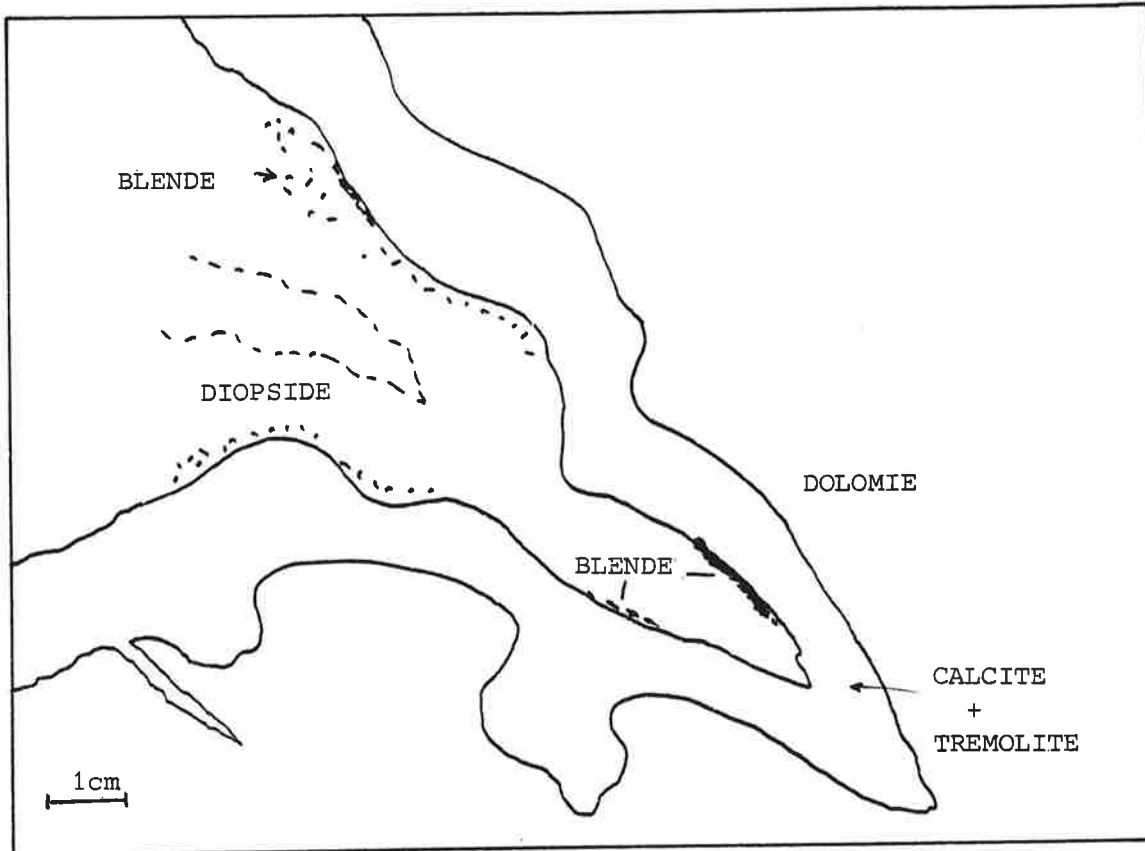 BLENDE
DIOPSIDE
DOLOMIE
BLENDE
CALCITE
+
TREMOLITE
1cm